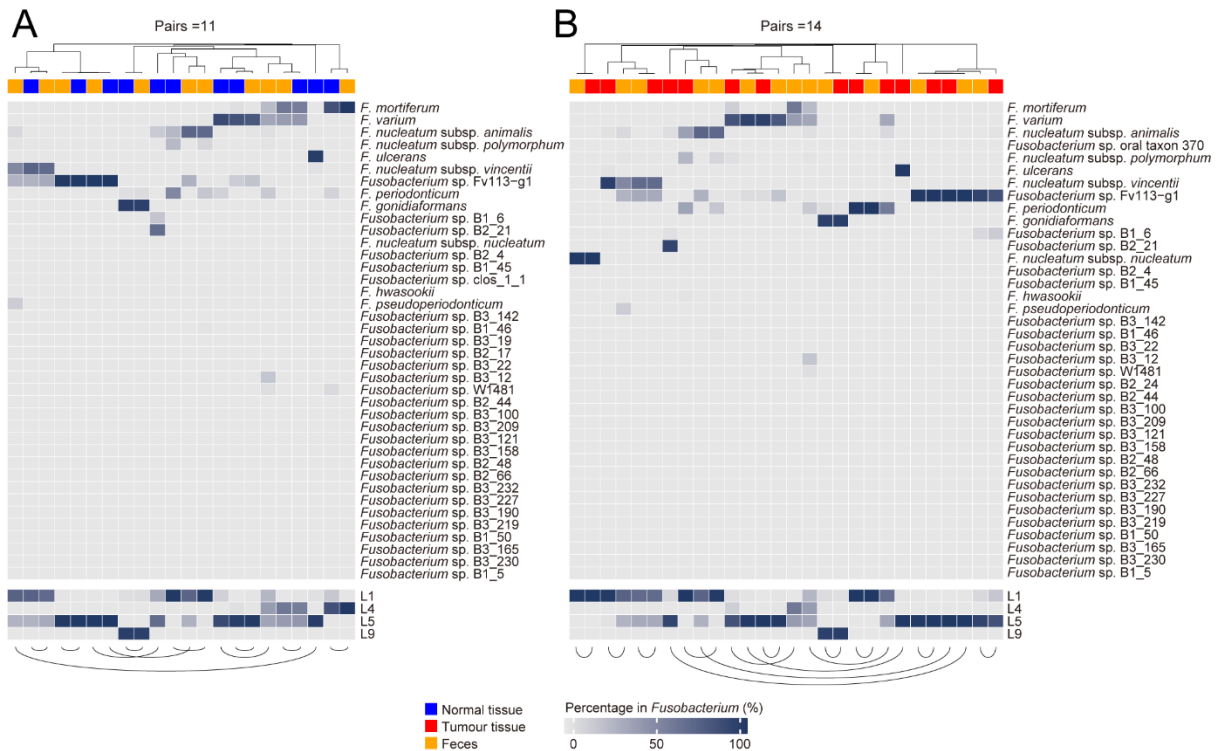 A
Pairs =11
F. mortiferum
F. varium
F. nucleatum subsp. animalis
F. nucleatum subsp. polymorphum
F. ulcerans
F. nucleatum subsp. vincentii
Fusobacterium sp. Fv113−g1
F. periodonticum
F. gonidiaformans
Fusobacterium sp. B1_6
Fusobacterium sp. B2_21
F. nucleatum subsp. nucleatum
Fusobacterium sp. B2_4
Fusobacterium sp. B1_45
Fusobacterium sp. clos_1_1
F. hwasookii
F. pseudoperiodonticum
Fusobacterium sp. B3_142
Fusobacterium sp. B1_46
Fusobacterium sp. B3_19
Fusobacterium sp. B2_17
Fusobacterium sp. B3_22
Fusobacterium sp. B3_12
Fusobacterium sp. W1481
Fusobacterium sp. B2_44
Fusobacterium sp. B3_100
Fusobacterium sp. B3_209
Fusobacterium sp. B3_121
Fusobacterium sp. B3_158
Fusobacterium sp. B2_48
Fusobacterium sp. B2_66
Fusobacterium sp. B3_232
Fusobacterium sp. B3_227
Fusobacterium sp. B3_190
Fusobacterium sp. B3_219
Fusobacterium sp. B1_50
Fusobacterium sp. B3_165
Fusobacterium sp. B3_230
Fusobacterium sp. B1_5
L1
L4
L5
L9
B
Pairs =14
F. mortiferum
F. varium
F. nucleatum subsp. animalis
Fusobacterium sp. oral taxon 370
F. nucleatum subsp. polymorphum
F. ulcerans
F. nucleatum subsp. vincentii
Fusobacterium sp. Fv113−g1
F. periodonticum
F. gonidiaformans
Fusobacterium sp. B1_6
Fusobacterium sp. B2_21
F. nucleatum subsp. nucleatum
Fusobacterium sp. B2_4
Fusobacterium sp. B1_45
F. hwasookii
F. pseudoperiodonticum
Fusobacterium sp. B3_142
Fusobacterium sp. B1_46
Fusobacterium sp. B3_22
Fusobacterium sp. B3_12
Fusobacterium sp. W1481
Fusobacterium sp. B2_24
Fusobacterium sp. B2_44
Fusobacterium sp. B3_100
Fusobacterium sp. B3_209
Fusobacterium sp. B3_121
Fusobacterium sp. B3_158
Fusobacterium sp. B2_48
Fusobacterium sp. B2_66
Fusobacterium sp. B3_232
Fusobacterium sp. B3_227
Fusobacterium sp. B3_190
Fusobacterium sp. B3_219
Fusobacterium sp. B1_50
Fusobacterium sp. B3_165
Fusobacterium sp. B3_230
Fusobacterium sp. B1_5
L1
L4
L5
L9
Normal tissue
Tumour tissue
Feces
Percentage in Fusobacterium (%)
0 50 100